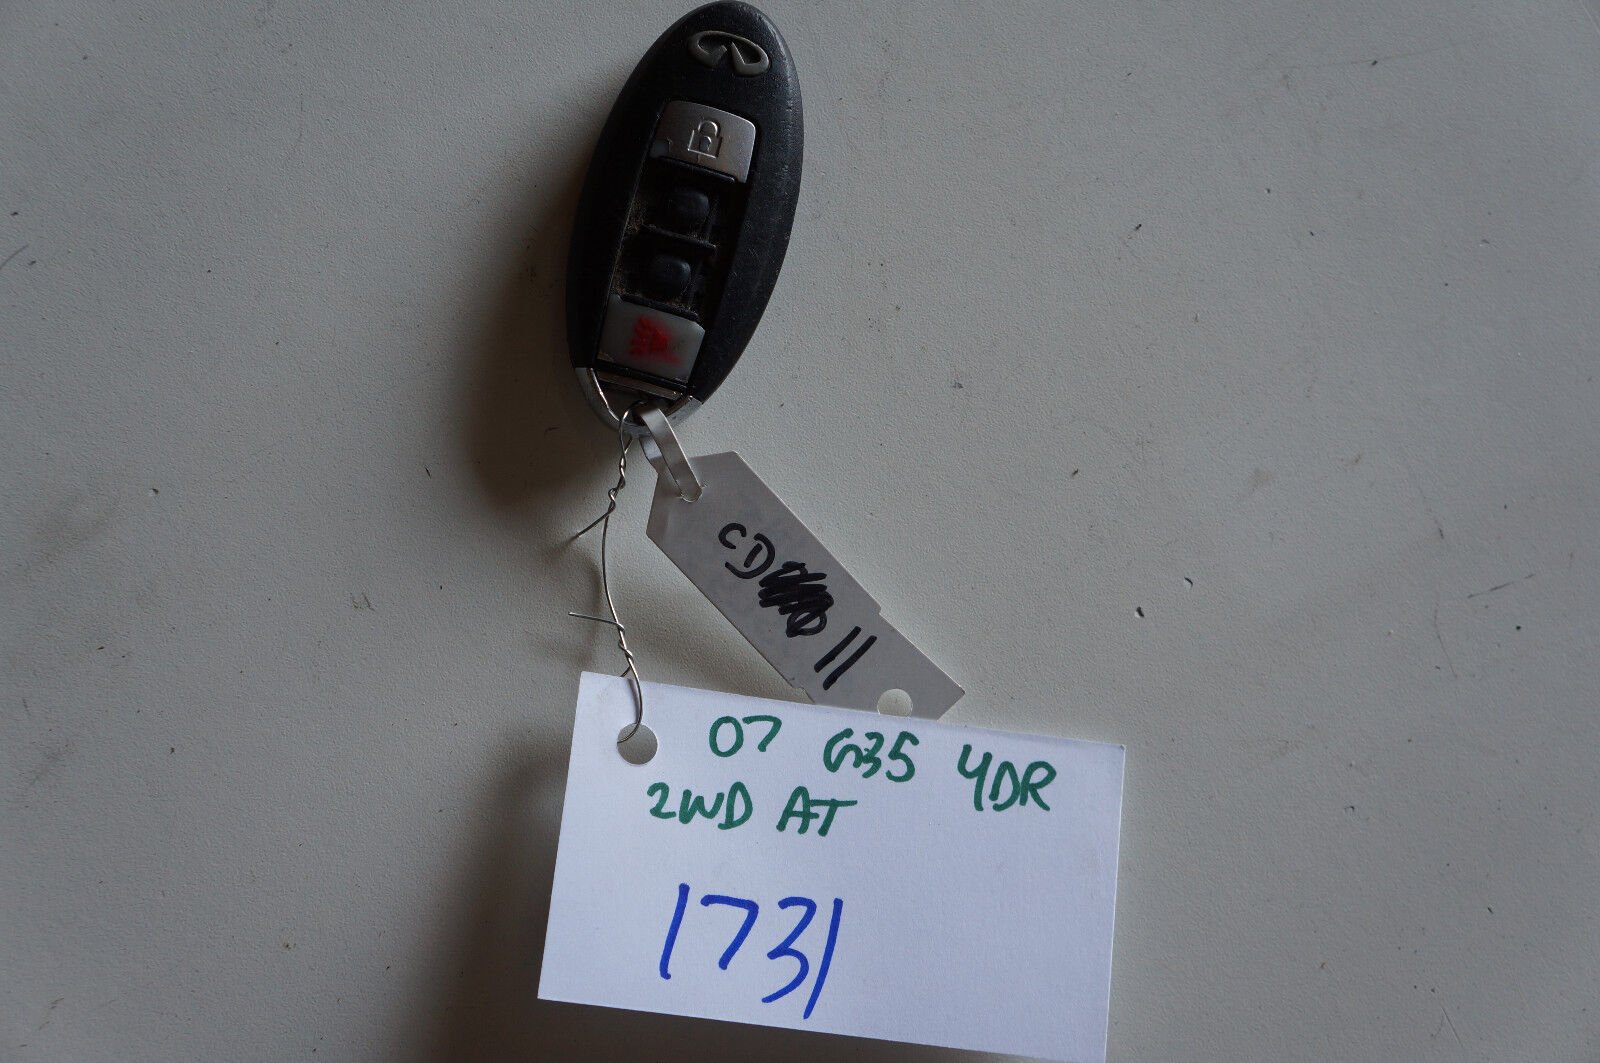 CD 11
07 G35 4DR
2WD AT
1731